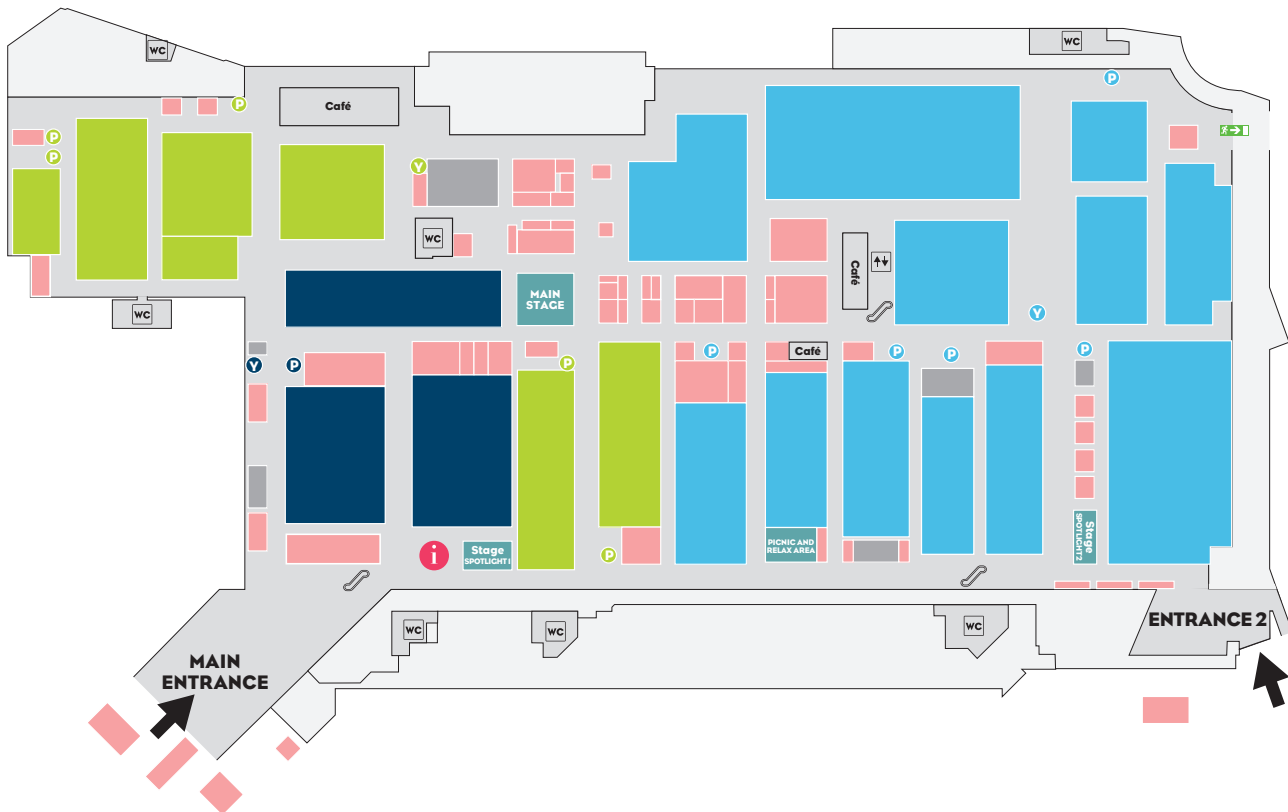 WC
WC
P
P
Café
P
P
Y
WC
Café
MAIN
STAGE
WC
Y
Y
P
P
P
Café
P
P
P
i
Stage
SPOTLIGHT 1
P
PICNIC AND
RELAX AREA
Stage
SPOTLIGHT 2
WC
WC
WC
ENTRANCE 2
MAIN
ENTRANCE